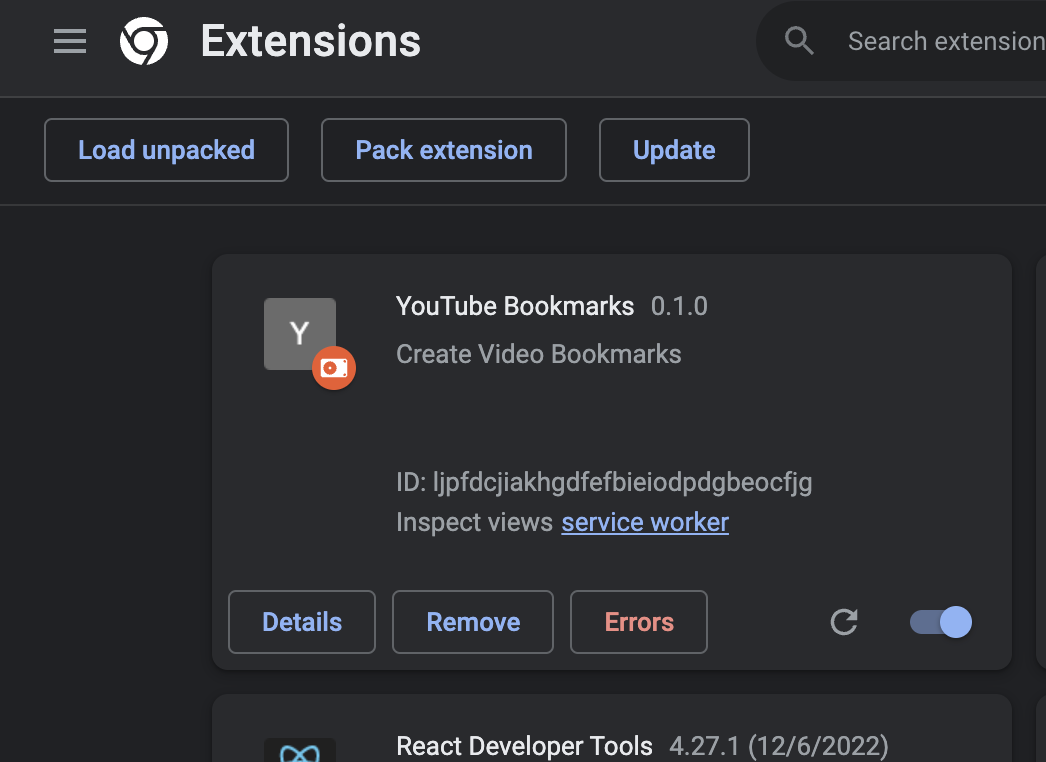 Extensions
Search extension
Load unpacked
Pack extension
Update
Y
YouTube Bookmarks 0.1.0
Create Video Bookmarks
ID: ljpfdcjiakhgdfefbieiodpdgbeocfjg
Inspect views service worker
Details
Remove
Errors
React Developer Tools 4.27.1 (12/6/2022)